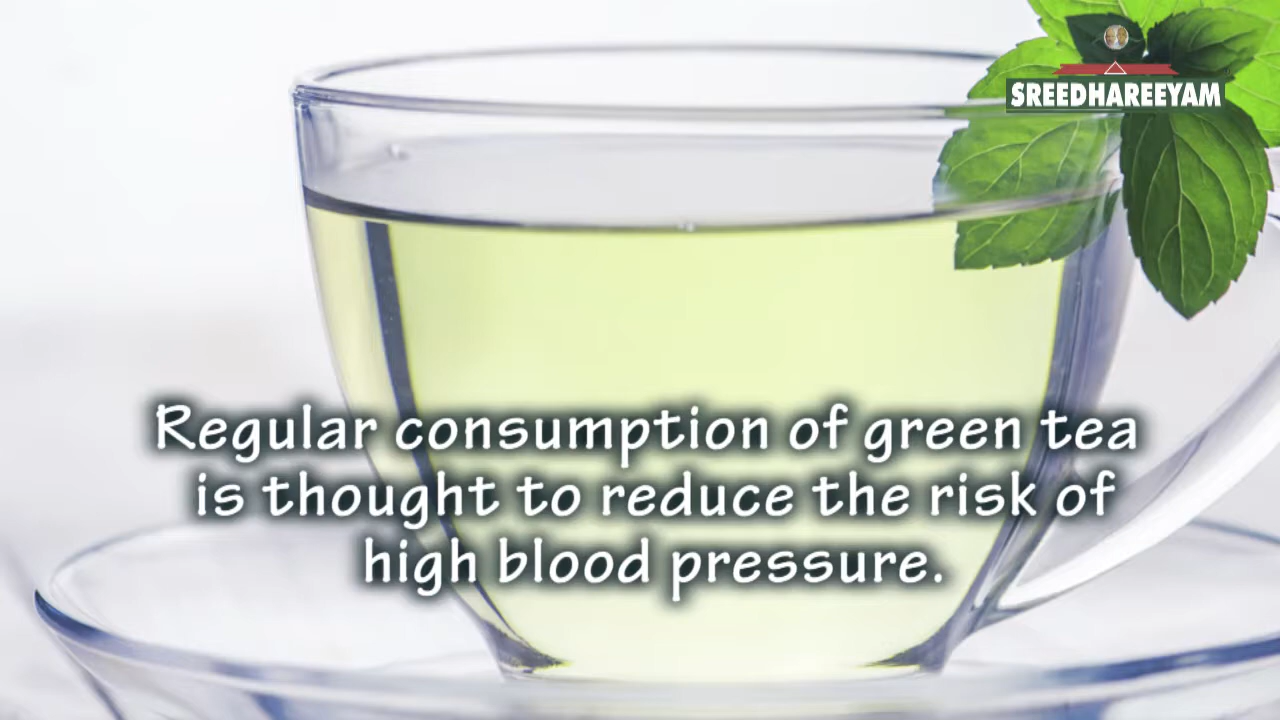 SREEDHAREEYAM
Regular consumption of green tea
is thought to reduce the risk of
high blood pressure.